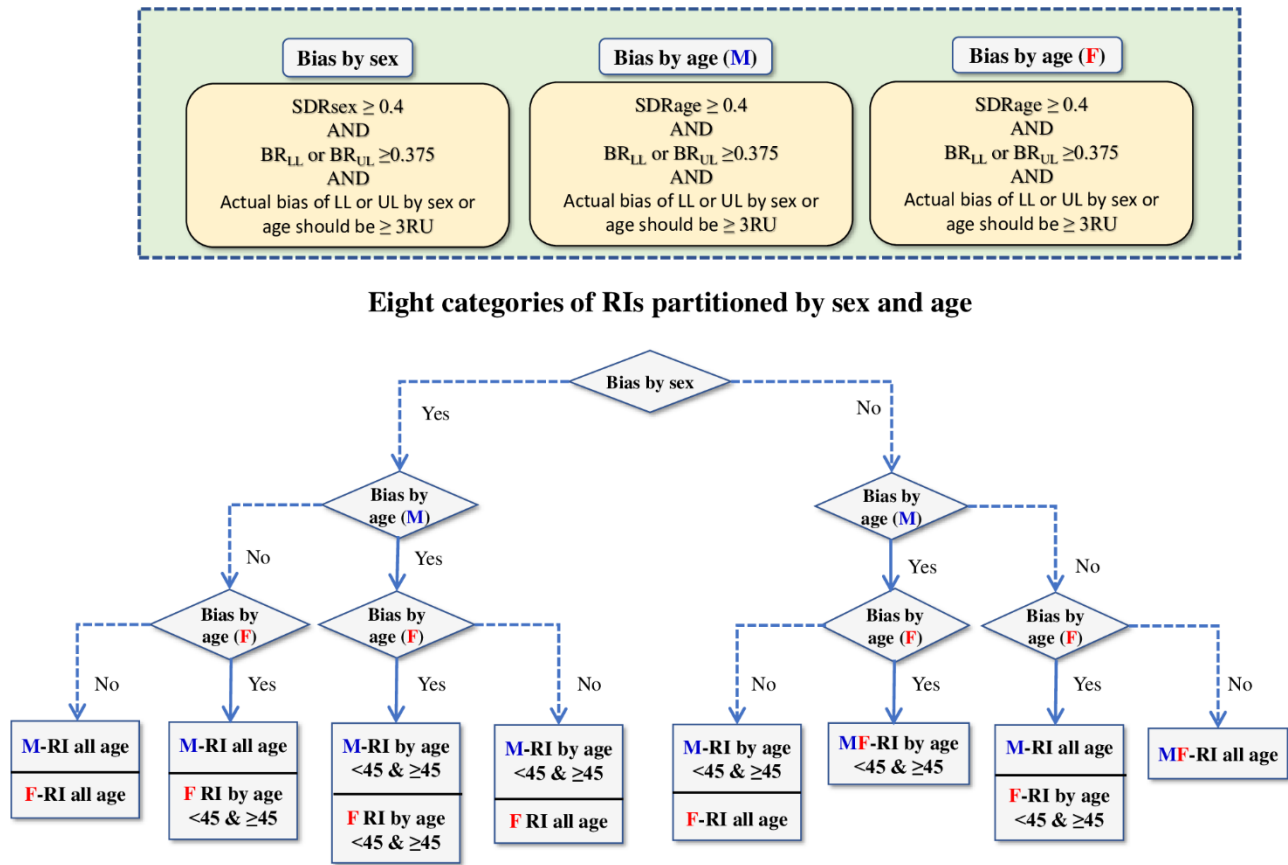 Bias by sex
SDRsex ≥ 0.4
AND
BR_LL or BR_UL ≥0.375
AND
Actual bias of LL or UL by sex or
age should be ≥ 3RU
Bias by age (M)
SDRage ≥ 0.4
AND
BR_LL or BR_UL ≥0.375
AND
Actual bias of LL or UL by sex or
age should be ≥ 3RU
Bias by age (F)
SDRage ≥ 0.4
AND
BR_LL or BR_UL ≥0.375
AND
Actual bias of LL or UL by sex or
age should be ≥ 3RU
Eight categories of RIs partitioned by sex and age
Bias by sex
Yes
No
Bias by
age (M)
Bias by
age (M)
No
Yes
Yes
No
Bias by
age (F)
Bias by
age (F)
Bias by
age (F)
Bias by
age (F)
No
Yes
Yes
No
No
Yes
Yes
No
M-RI all age
F-RI all age
M-RI all age
F RI by age
<45 & ≥45
M-RI by age
<45 & ≥45
F RI by age
<45 & ≥45
M-RI by age
<45 & ≥45
F RI all age
M-RI by age
<45 & ≥45
F-RI all age
MF-RI by age
<45 & ≥45
M-RI all age
F-RI by age
<45 & ≥45
MF-RI all age